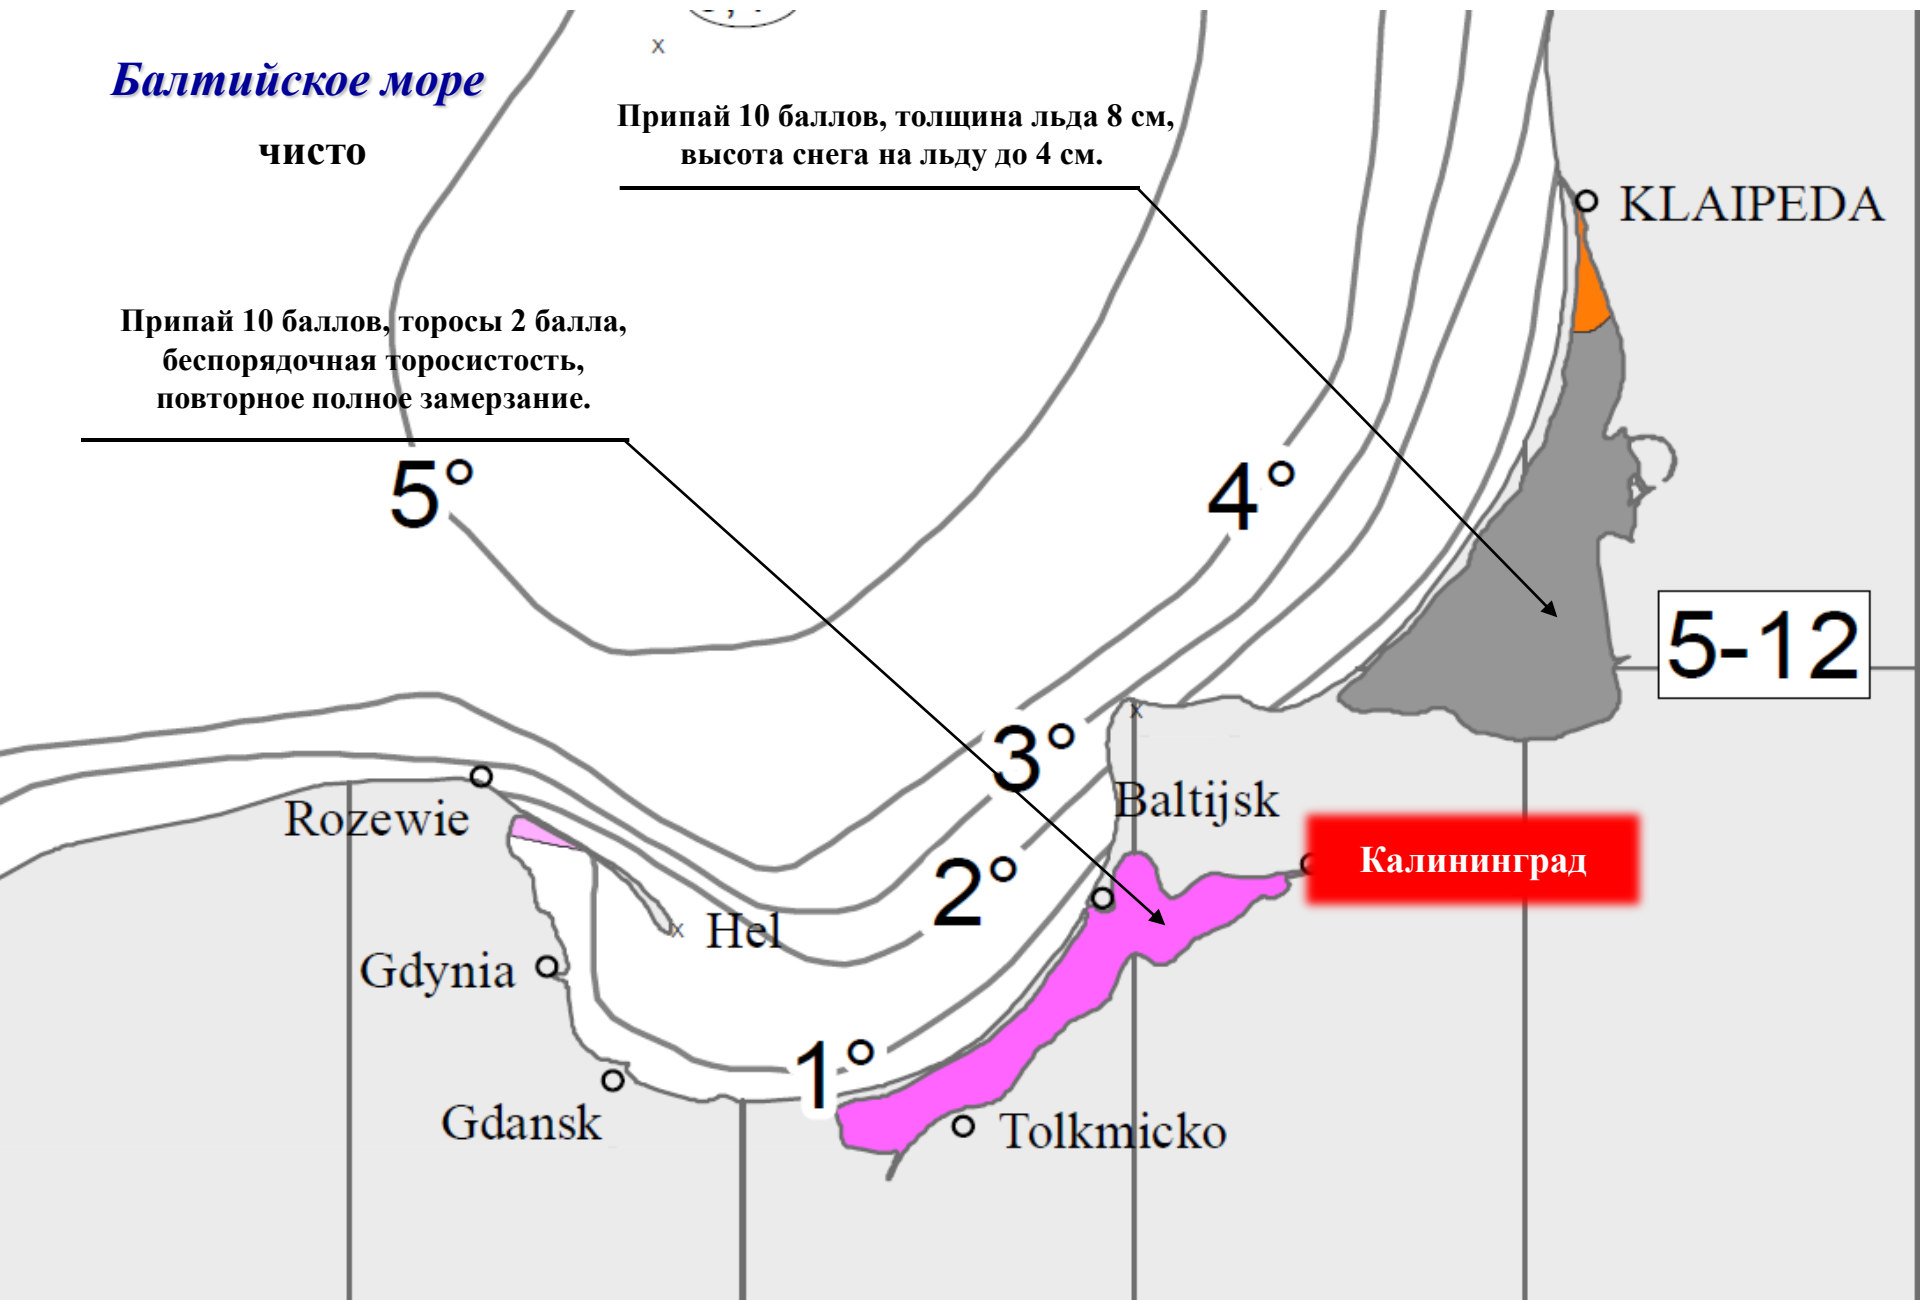 Балтийское море
чисто
Припай 10 баллов, толщина льда 8 см,
высота снега на льду до 4 см.
KLAIPEDA
Припай 10 баллов, торосы 2 балла,
беспорядочная торосистость,
повторное полное замерзание.
5°
4°
5-12
3°
Rozewie
Baltijsk
Калининград
2°
Hel
Gdynia
1°
Gdansk
Tolkmicko